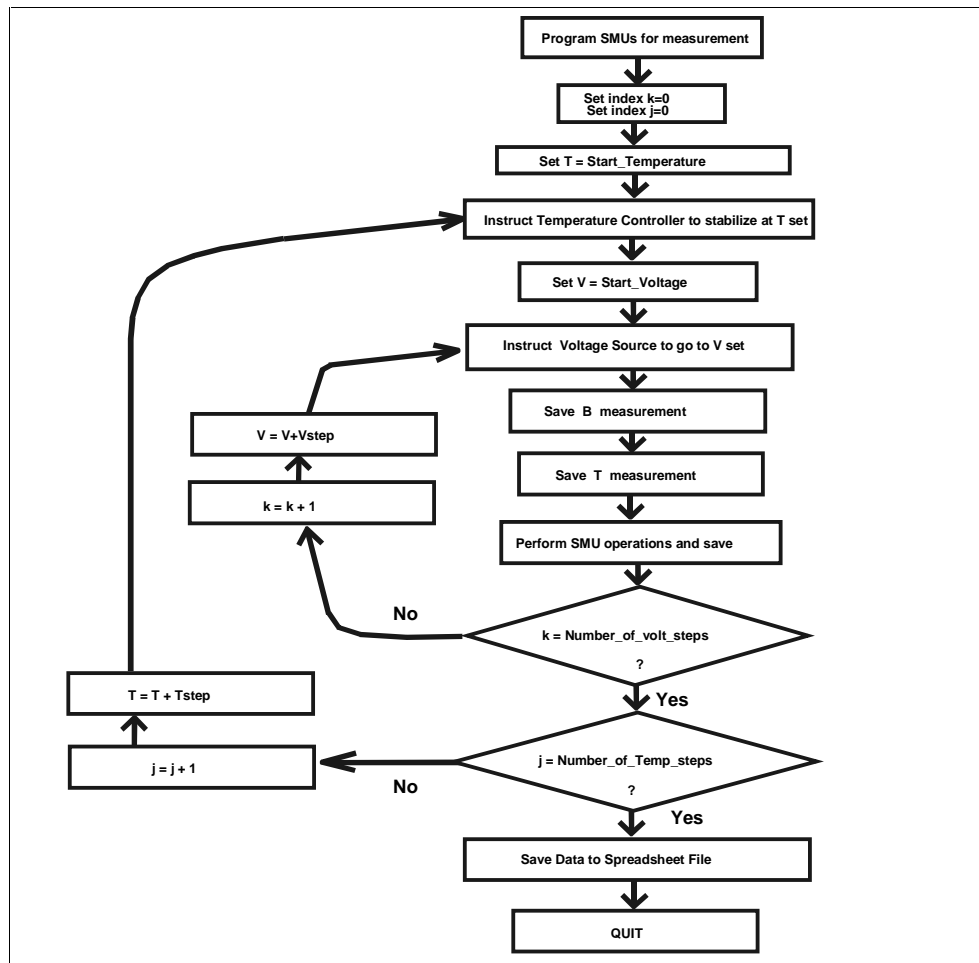 Program SMUs for measurement
Set index k=0
Set index j=0
Set T = Start_Temperature
Instruct Temperature Controller to stabilize at T set
Set V = Start_Voltage
Instruct Voltage Source to go to V set
Save B measurement
V = V+Vstep
Save T measurement
k = k + 1
Perform SMU operations and save
No
k = Number_of_volt_steps
?
Yes
T = T + Tstep
j = Number_of_Temp_steps
?
j = j + 1
No
Yes
Save Data to Spreadsheet File
QUIT